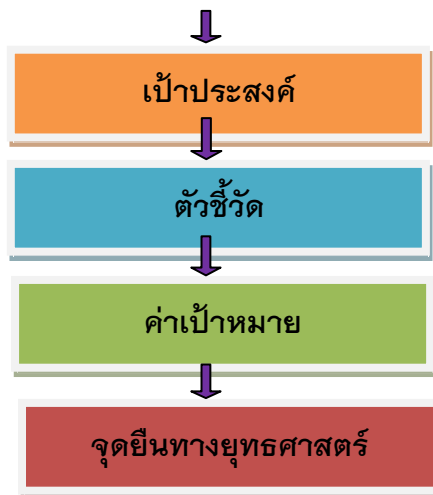 เป้าประสงค์
ตัวชี้วัด
ค่าเป้าหมาย
จุดยืนทางยุทธศาสตร์